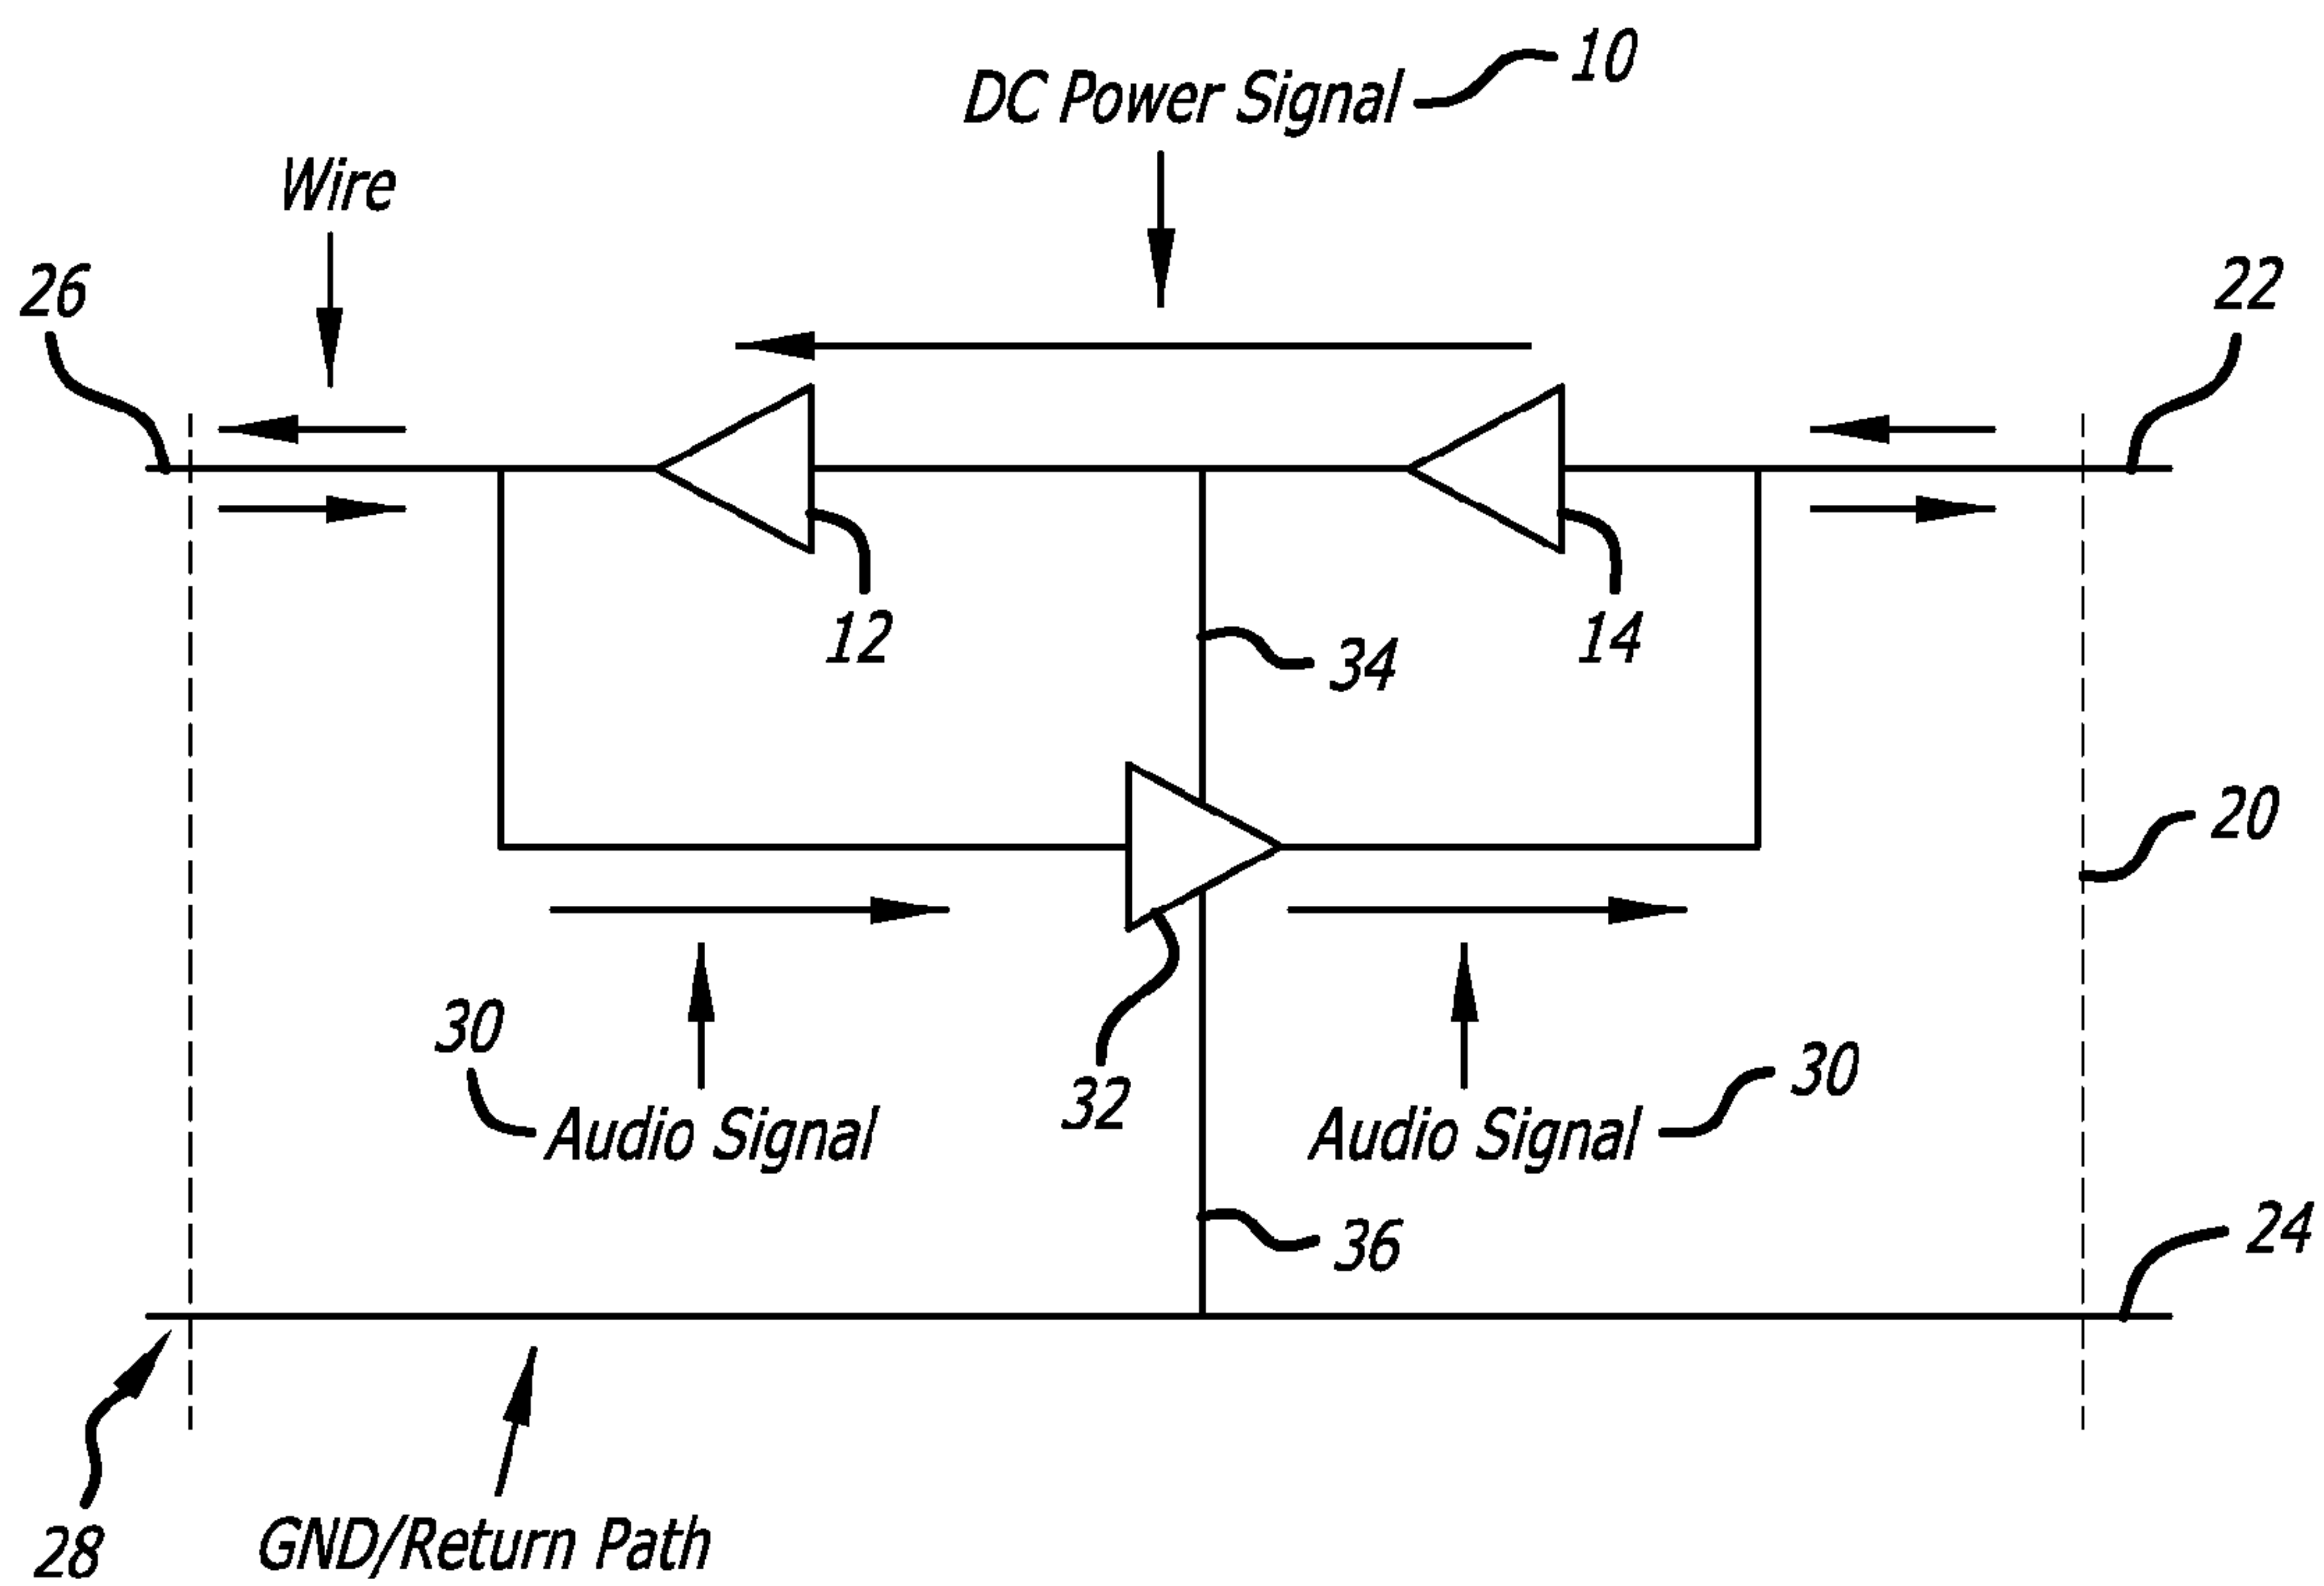 10
DC Power Signal
Wire
26
22
12
14
34
20
30
32
30
Audio Signal
Audio Signal
36
24
28
GND/Return Path